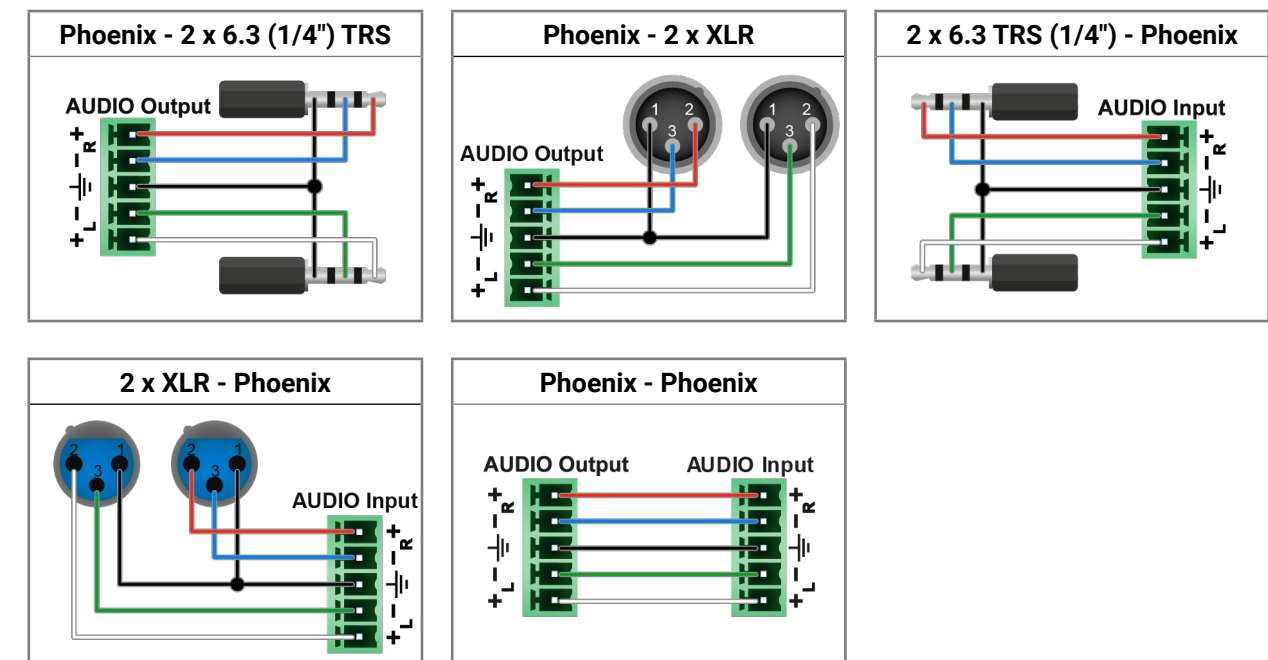 Phoenix - 2 x 6.3 (1/4") TRS
AUDIO Output
+
R
-
-
L
+
Phoenix - 2 x XLR
1
2
3
1
2
3
AUDIO Output
+
R
-
-
L
+
2 x 6.3 TRS (1/4") - Phoenix
AUDIO Input
+
R
-
-
L
+
2 x XLR - Phoenix
2
1
3
2
1
3
AUDIO Input
+
R
-
-
L
+
Phoenix - Phoenix
AUDIO Output
AUDIO Input
+
R
-
-
L
+
+
R
-
-
L
+